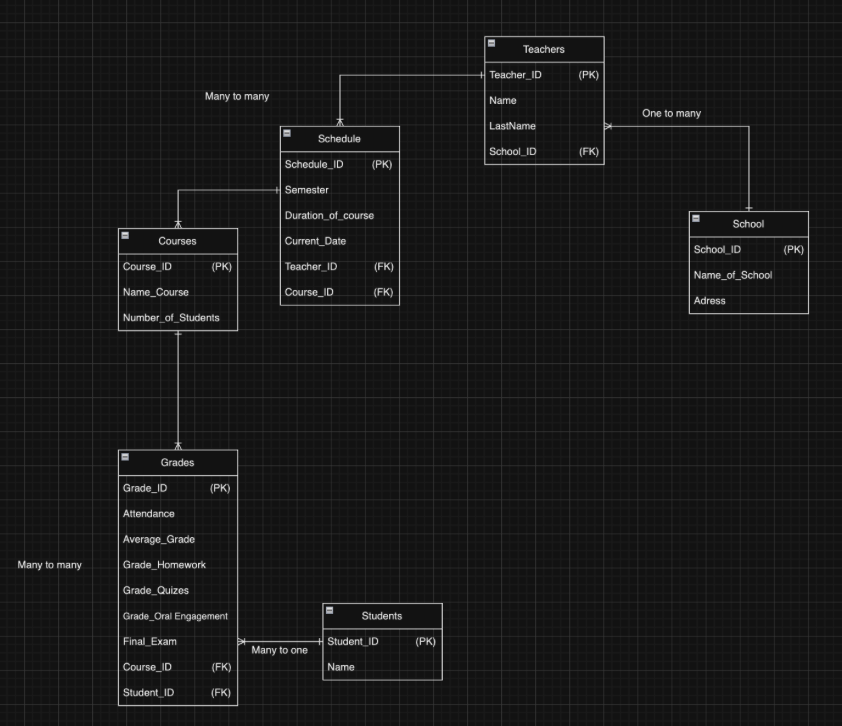 Teachers
Teacher_ID (PK)
Name
LastName
School_ID (FK)
Many to many
One to many
Schedule
Schedule_ID (PK)
Semester
Duration_of_course
Current_Date
Teacher_ID (FK)
Course_ID (FK)
School
School_ID (PK)
Name_of_School
Adress
Courses
Course_ID (PK)
Name_Course
Number_of_Students
Grades
Grade_ID (PK)
Attendance
Average_Grade
Grade_Homework
Grade_Quizes
Grade_Oral Engagement
Final_Exam
Course_ID (FK)
Student_ID (FK)
Many to many
Students
Student_ID (PK)
Name
Many to one